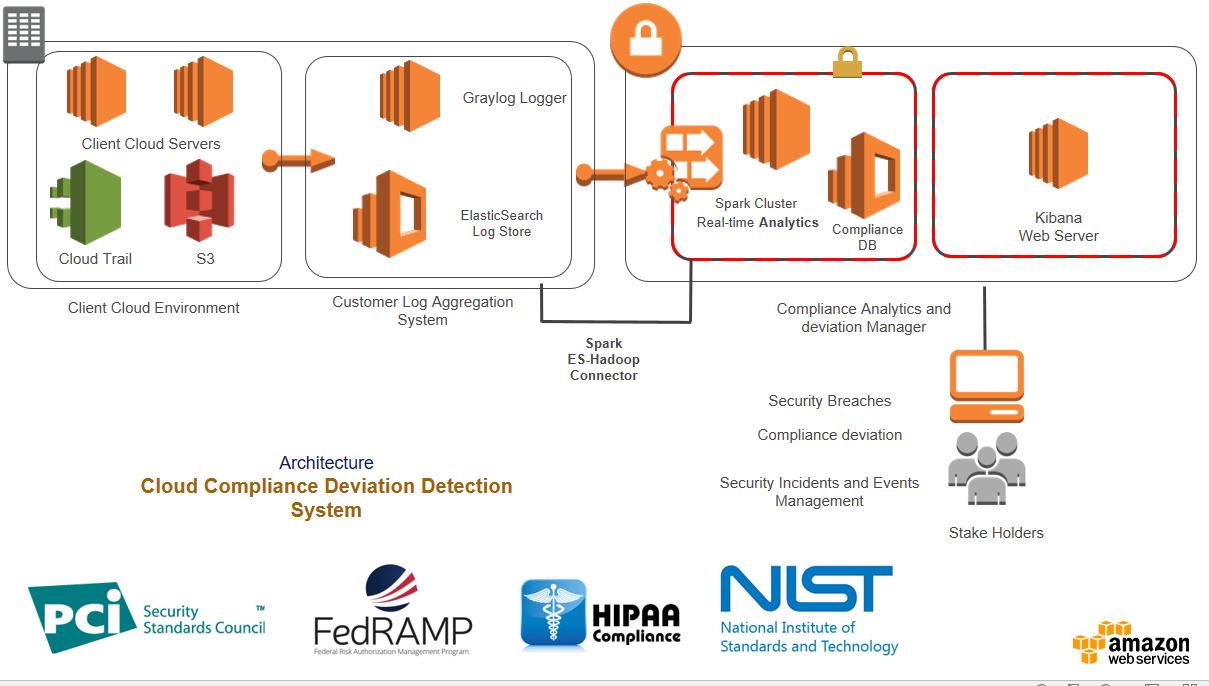 Client Cloud Servers
Cloud Trail
S3
Client Cloud Environment
Graylog Logger
ElasticSearch
Log Store
Customer Log Aggregation
System
Spark
ES-Hadoop
Connector
Spark Cluster
Real-time Analytics
Compliance
DB
Kibana
Web Server
Compliance Analytics and
deviation Manager
Security Breaches
Compliance deviation
Security Incidents and Events
Management
Stake Holders
Architecture
Cloud Compliance Deviation Detection
System
PCi
Security
Standards Council
™
FedRAMP
Federal Risk Authorization Management Program
HIPAA
Compliance
NIST
National Institute of
Standards and Technology
amazon
web services